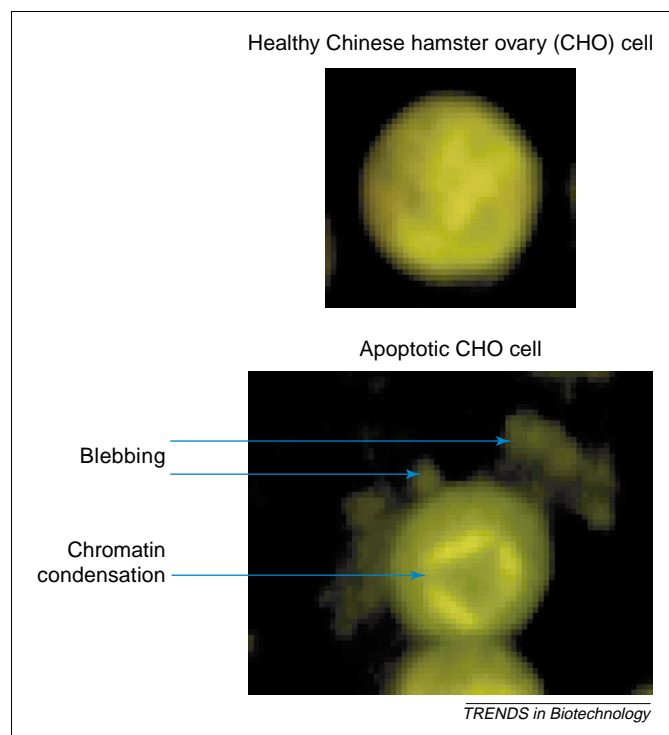 Healthy Chinese hamster ovary (CHO) cell
Apoptotic CHO cell
Blebbing
Chromatin
condensation
TRENDS in Biotechnology